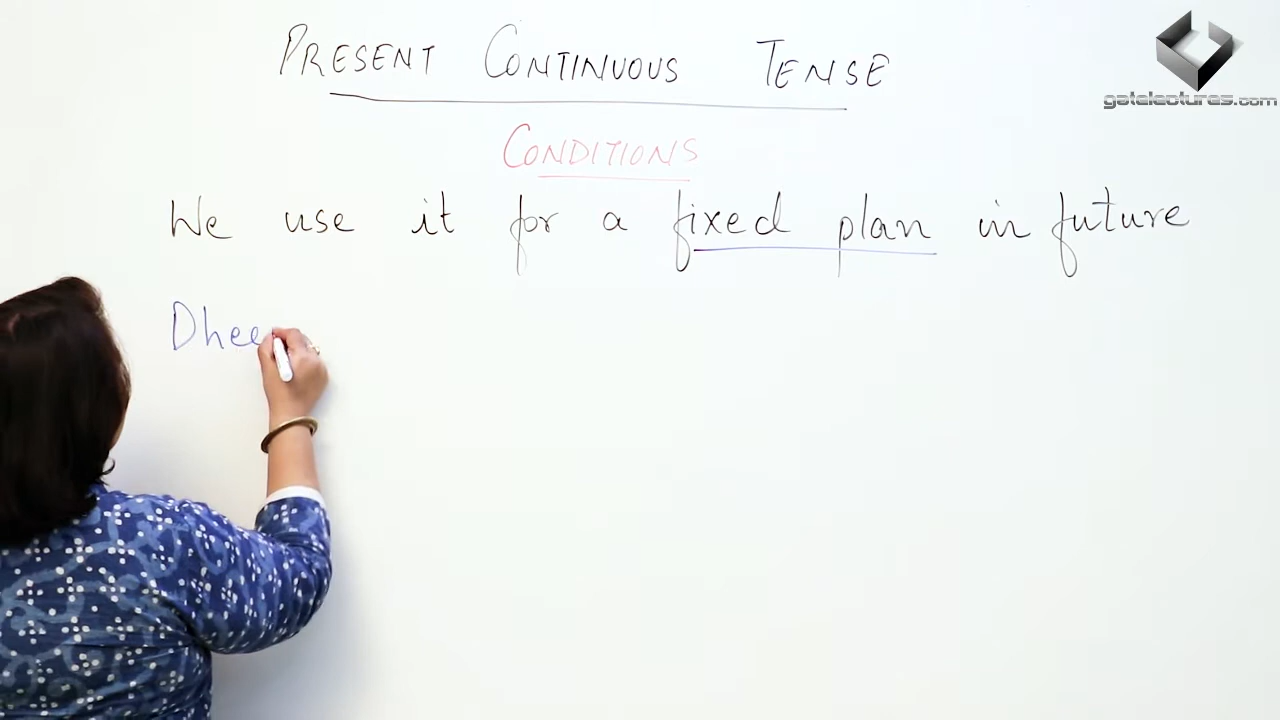 PRESENT CONTINUOUS TENSE
gatelectures.com
CONDITIONS
We use it for a fixed plan in future
Dhee